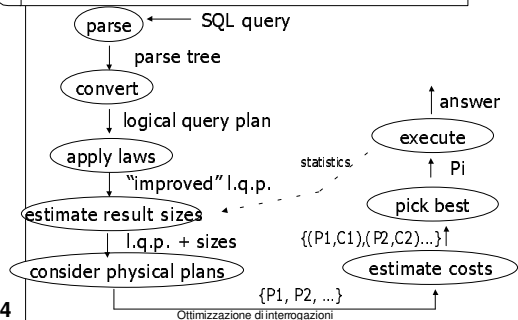 parse
SQL query
parse tree
convert
logical query plan
apply laws
"improved" l.q.p.
estimate result sizes
l.q.p. + sizes
consider physical plans
{P1, P2, ...}
estimate costs
{(P1,C1),(P2,C2)...}
pick best
Pi
execute
answer
statistics
4
Ottimizzazione di interrogazioni